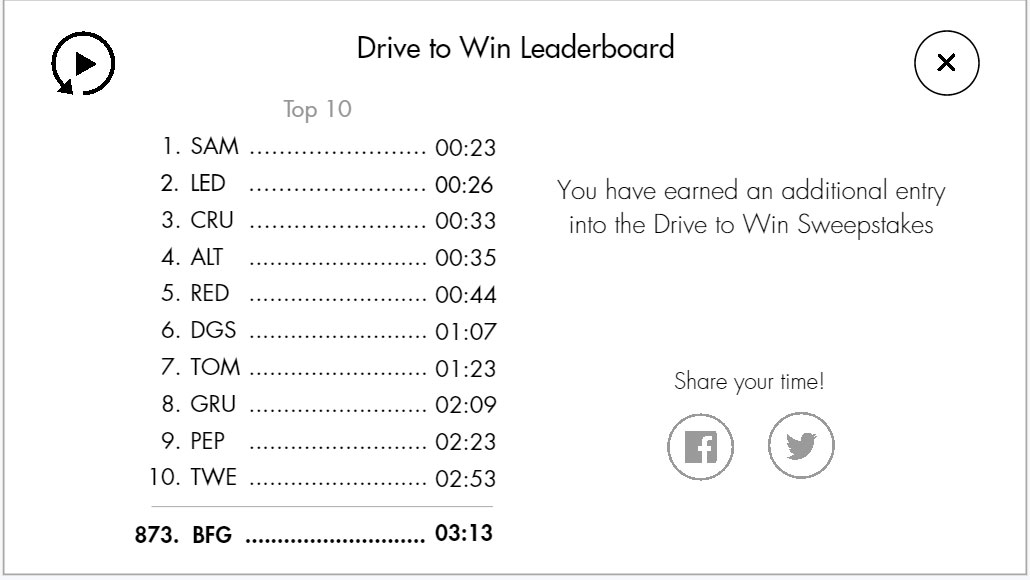 Drive to Win Leaderboard
Top 10
1. SAM ........................ 00:23
2. LED ........................ 00:26
3. CRU ........................ 00:33
4. ALT ........................ 00:35
5. RED ........................ 00:44
6. DGS ........................ 01:07
7. TOM ........................ 01:23
8. GRU ........................ 02:09
9. PEP ........................ 02:23
10. TWE ........................ 02:53
873. BFG ........................... 03:13
You have earned an additional entry
into the Drive to Win Sweepstakes
Share your time!